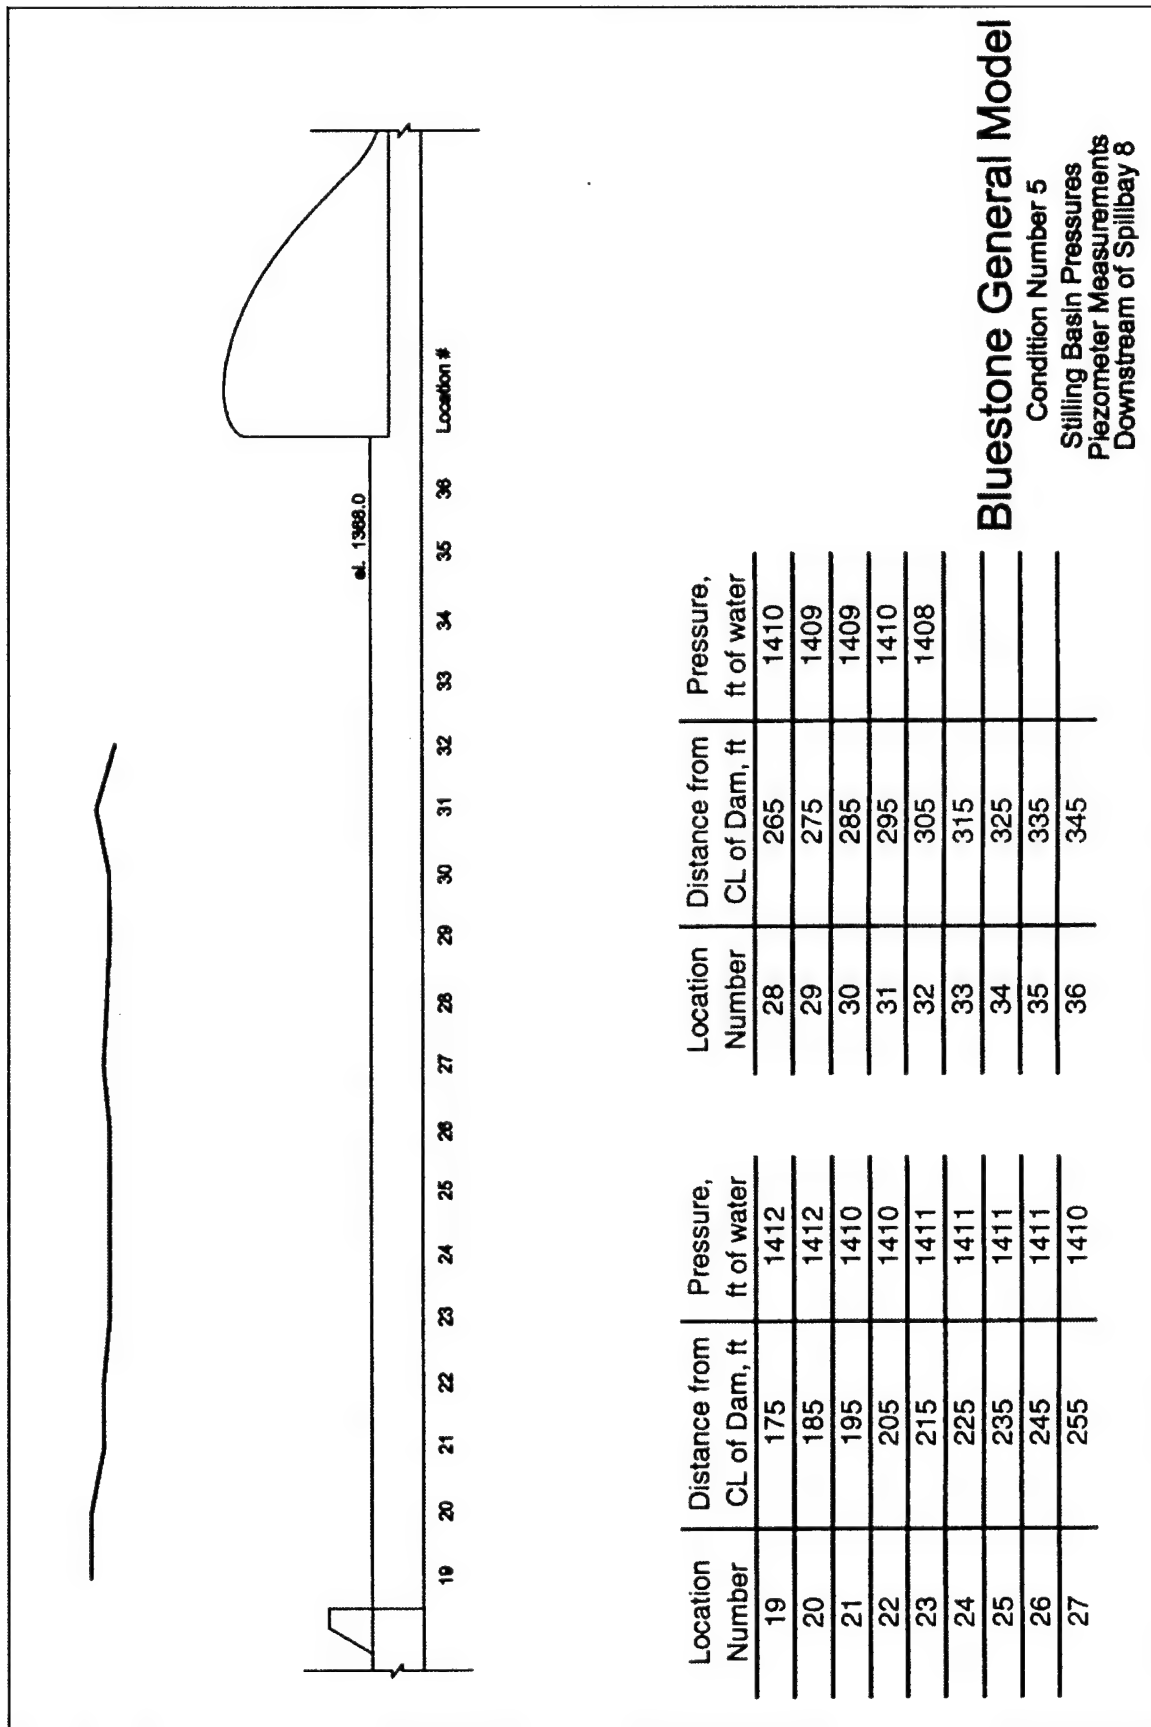 el. 1368.0
19 20 21 22 23 24 25 26 27 28 29 30 31 32 33 34 35 36 Location #
Location Distance from Pressure,
Number CL of Dam, ft ft of water
19 175 1412
20 185 1412
21 195 1410
22 205 1410
23 215 1411
24 225 1411
25 235 1411
26 245 1411
27 255 1410
Location Distance from Pressure,
Number CL of Dam, ft ft of water
28 265 1410
29 275 1409
30 285 1409
31 295 1410
32 305 1408
33 315
34 325
35 335
36 345
Bluestone General Model
Condition Number 5
Stilling Basin Pressures
Piezometer Measurements
Downstream of Spillbay 8